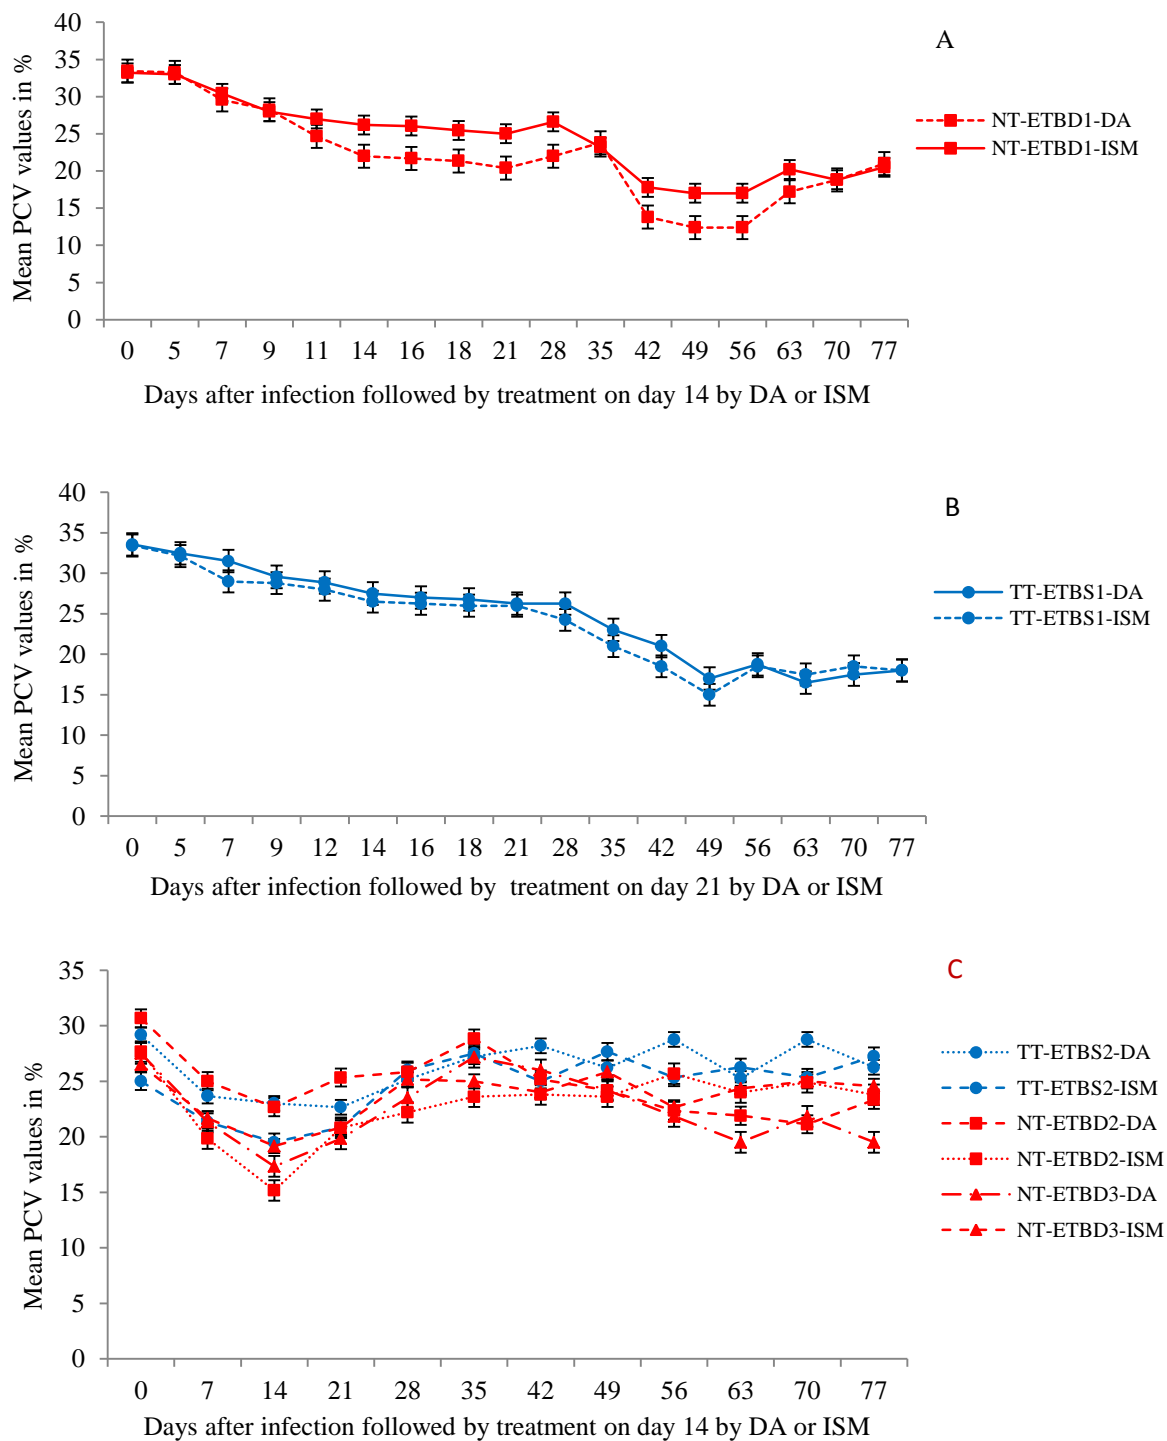 A
Mean PCV values in %
40
35
30
25
20
15
10
5
0
0 5 7 9 11 14 16 18 21 28 35 42 49 56 63 70 77
Days after infection followed by treatment on day 14 by DA or ISM
NT-ETBD1-DA
NT-ETBD1-ISM
B
Mean PCV values in %
40
35
30
25
20
15
10
5
0
0 5 7 9 12 14 16 18 21 28 35 42 49 56 63 70 77
Days after infection followed by treatment on day 21 by DA or ISM
TT-ETBS1-DA
TT-ETBS1-ISM
C
Mean PCV values in %
35
30
25
20
15
10
5
0
0 7 14 21 28 35 42 49 56 63 70 77
Days after infection followed by treatment on day 14 by DA or ISM
TT-ETBS2-DA
TT-ETBS2-ISM
NT-ETBD2-DA
NT-ETBD2-ISM
NT-ETBD3-DA
NT-ETBD3-ISM